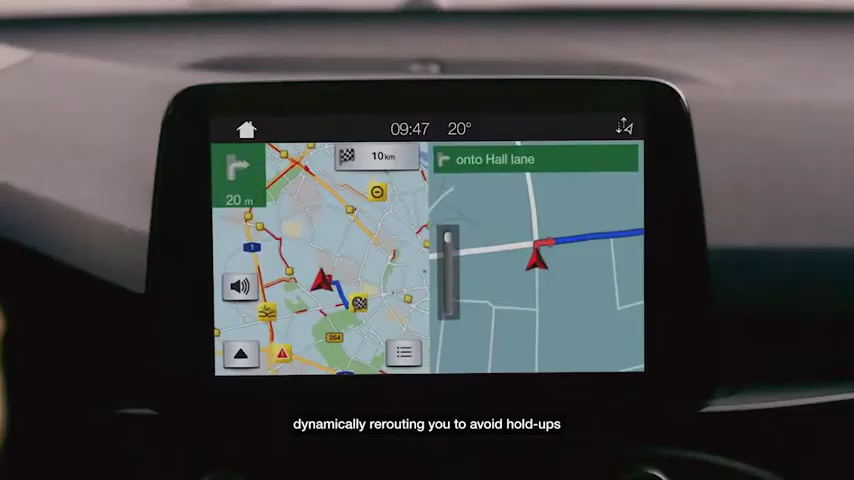 09:47 20°
10km
onto Hall lane
20 m
1
264
dynamically rerouting you to avoid hold-ups